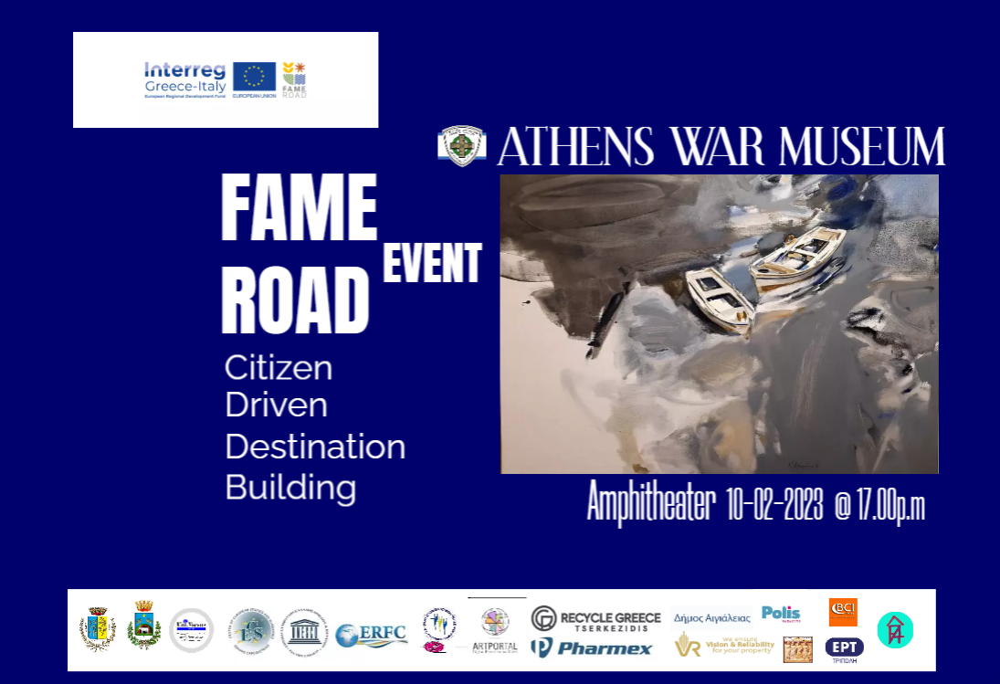 Interreg
Greece-Italy
European Regional Development Fund
EUROPEAN UNION
FAME
ROAD
ATHENS WAR MUSEUM
FAME
EVENT
ROAD
Citizen
Driven
Destination
Building
Amphitheater 10-02-2023 @ 17.00p.m
ERFC
ARTPORTAL
RECYCLE GREECE
TSERKEZIDIS
Pharmex
Δήμος Αιγιάλειας
Polis
we ensure
Vision & Reliability
for your property
VR
BCI
ΕΡΤ
ΤΡΙΠΟΛΗ